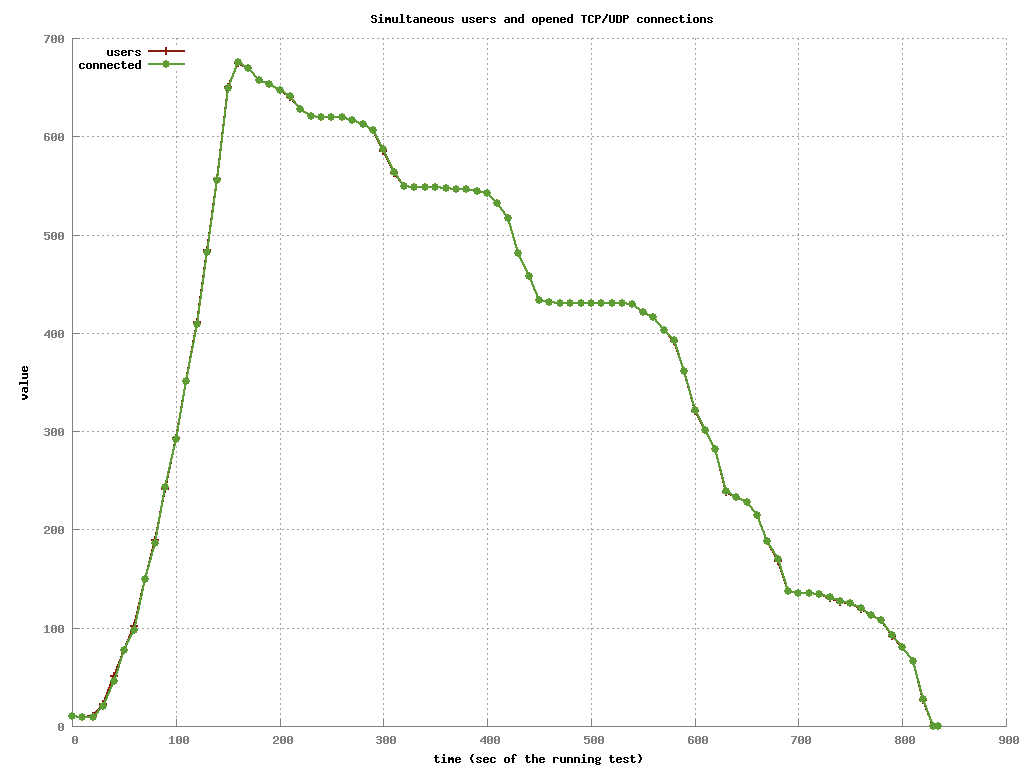 Simultaneous users and opened TCP/UDP connections
700
users
connected
600
500
400
value
300
200
100
0
0 100 200 300 400 500 600 700 800 900
time (sec of the running test)